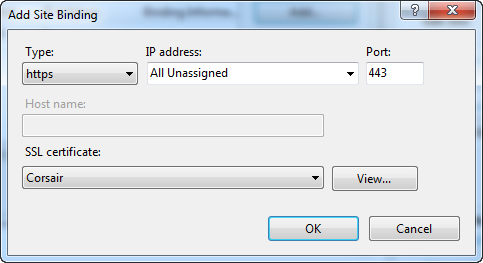 Add Site Binding
Type: IP address: Port:
https All Unassigned 443
Host name:
SSL certificate:
Corsair View...
OK Cancel